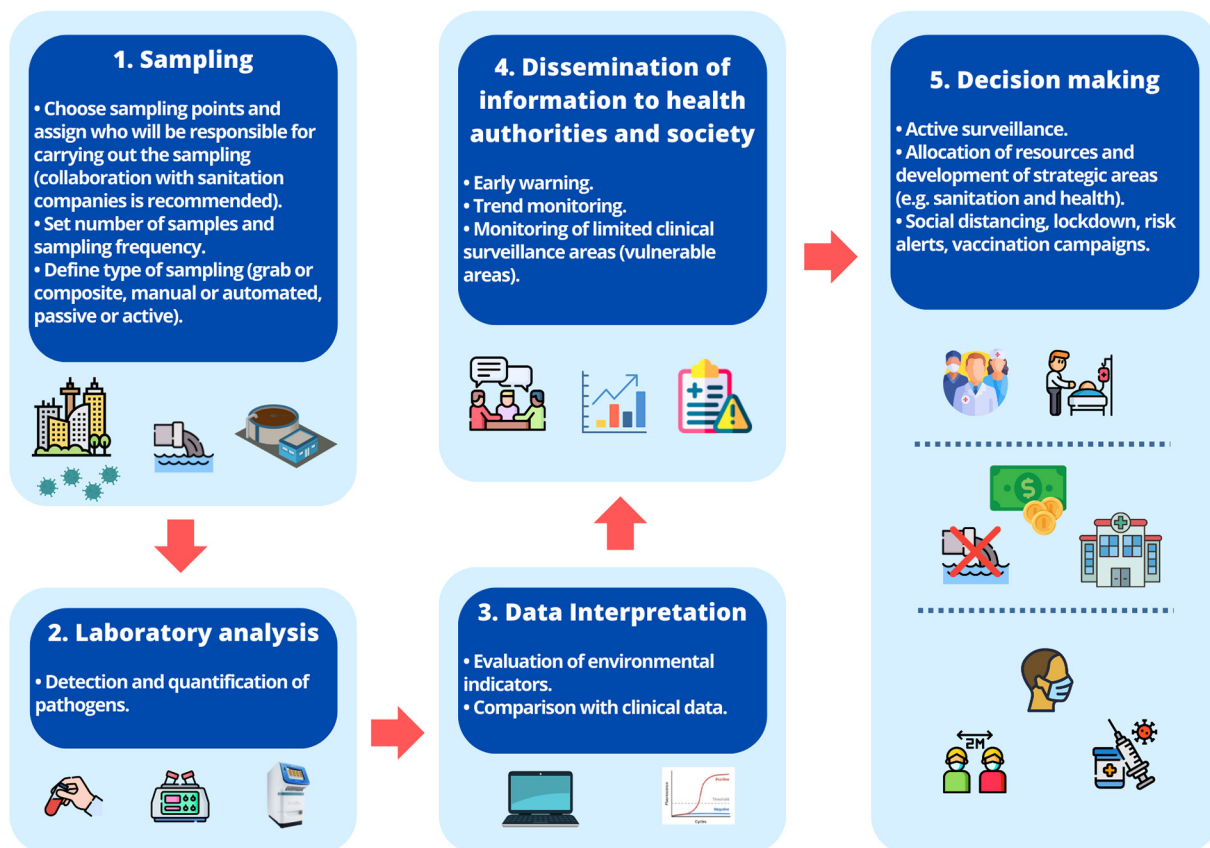 1. Sampling
• Choose sampling points and
assign who will be responsible for
carrying out the sampling
(collaboration with sanitation
companies is recommended).
• Set number of samples and
sampling frequency.
• Define type of sampling (grab or
composite, manual or automated,
passive or active).
2. Laboratory analysis
• Detection and quantification of
pathogens.
3. Data Interpretation
• Evaluation of environmental
indicators.
• Comparison with clinical data.
Fluorescence
Positive
Threshold
Negative
Cycles
4. Dissemination of
information to health
authorities and society
• Early warning.
• Trend monitoring.
• Monitoring of limited clinical
surveillance areas (vulnerable
areas).
5. Decision making
• Active surveillance.
• Allocation of resources and
development of strategic areas
(e.g. sanitation and health).
• Social distancing, lockdown, risk
alerts, vaccination campaigns.
$
2M